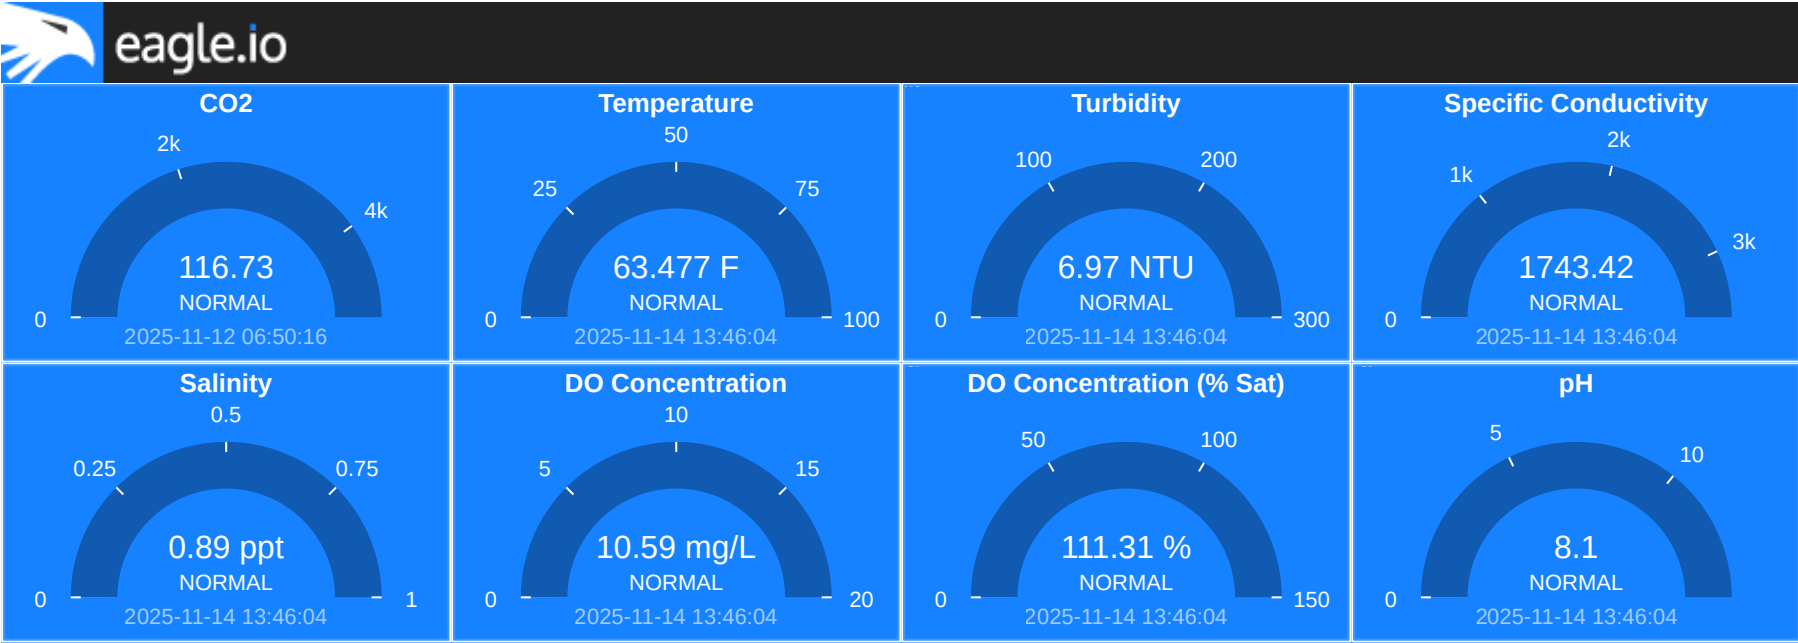 eagle.io
CO2
2k
4k
116.73
NORMAL
0
2025-11-12 06:50:16
Temperature
50
25
75
63.477 F
NORMAL
0
100
2025-11-14 13:46:04
Turbidity
100
200
6.97 NTU
NORMAL
0
300
2025-11-14 13:46:04
Specific Conductivity
2k
1k
3k
1743.42
NORMAL
0
2025-11-14 13:46:04
Salinity
0.5
0.25
0.75
0.89 ppt
NORMAL
0
1
2025-11-14 13:46:04
DO Concentration
10
5
15
10.59 mg/L
NORMAL
0
20
2025-11-14 13:46:04
DO Concentration (% Sat)
50
100
111.31 %
NORMAL
0
150
2025-11-14 13:46:04
pH
5
10
8.1
NORMAL
0
2025-11-14 13:46:04